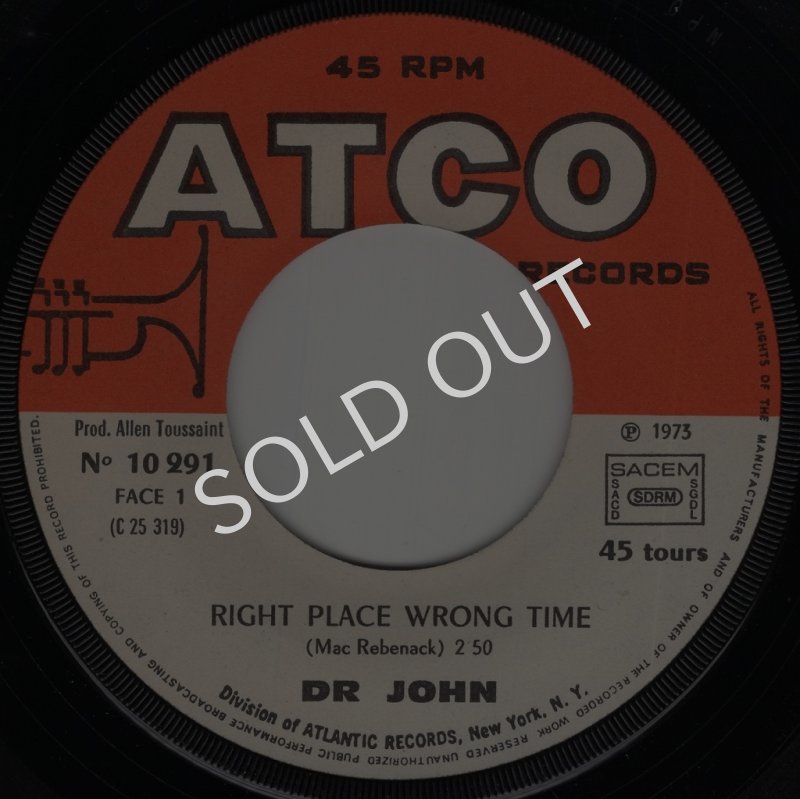 45 RPM
ATCO
RECORDS
Prod. Allen Toussaint
Nº 10 291
FACE 1
(C 25 319)
℗ 1973
SACEM
SACD
SDRM
SGDL
45 tours
SOLD OUT
RIGHT PLACE WRONG TIME
(Mac Rebenack) 2'50
DR JOHN
Division of ATLANTIC RECORDS, New York, N. Y.
ALL RIGHTS OF THE MANUFACTURERS AND OF OWNER OF THE RECORDED WORK RESERVED UNAUTHORIZED PUBLIC PERFORMANCE BROADCASTING AND COPYING OF THIS RECORD PROHIBITED.